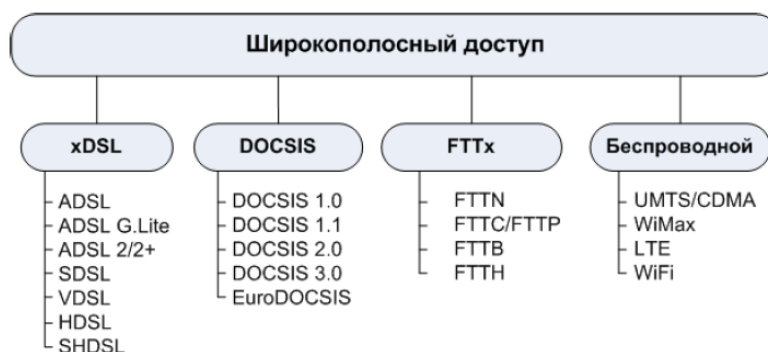 Широкополосный доступ
xDSL
DOCSIS
FTTx
Беспроводной
ADSL
ADSL G.Lite
ADSL 2/2+
SDSL
VDSL
HDSL
SHDSL
DOCSIS 1.0
DOCSIS 1.1
DOCSIS 2.0
DOCSIS 3.0
EuroDOCSIS
FTTN
FTTC/FTTP
FTTB
FTTH
UMTS/CDMA
WiMax
LTE
WiFi